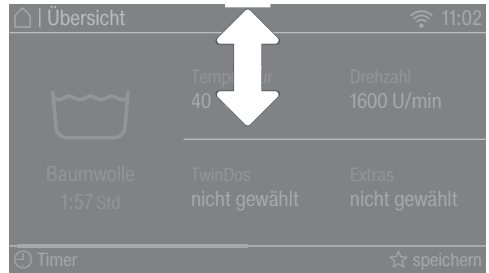 | Übersicht 11:02
Drehzahl
40 1600 U/min
Baumwolle TwinDos Extras
1:57 Std nicht gewählt nicht gewählt
Timer speichern